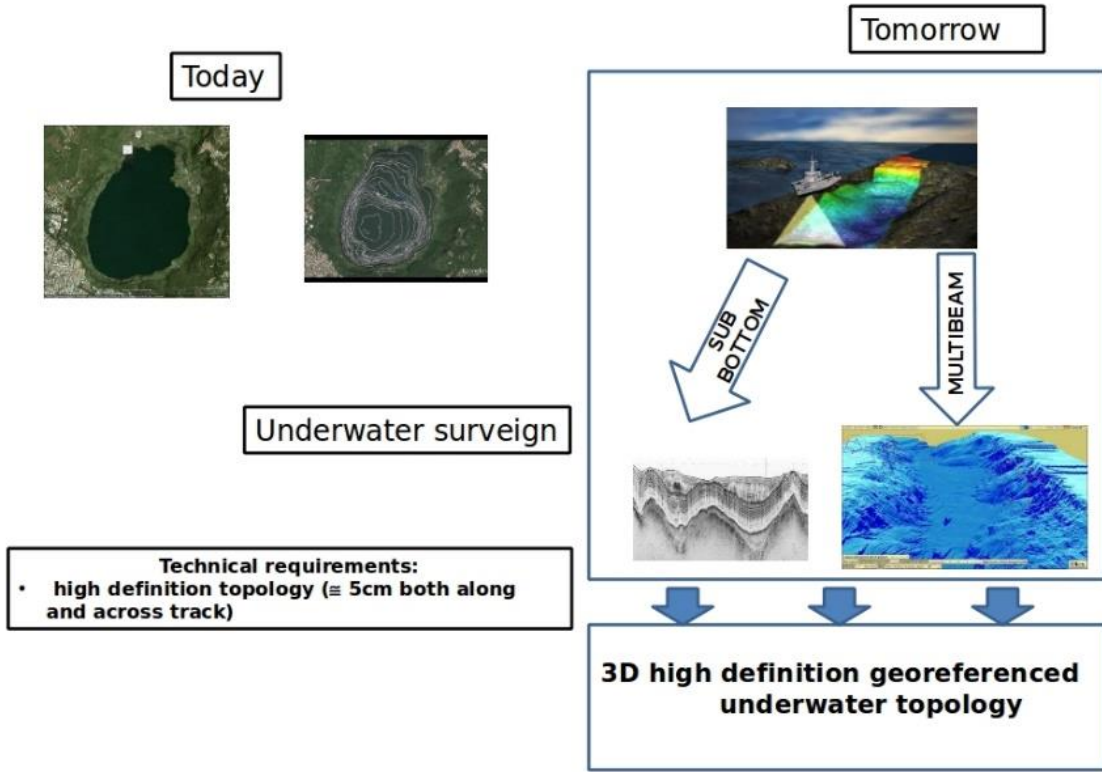 Tomorrow
Today
SUB
BOTTOM
MULTIBEAM
Underwater surveign
Technical requirements:
• high definition topology (≅ 5cm both along
and across track)
3D high definition georeferenced
underwater topology